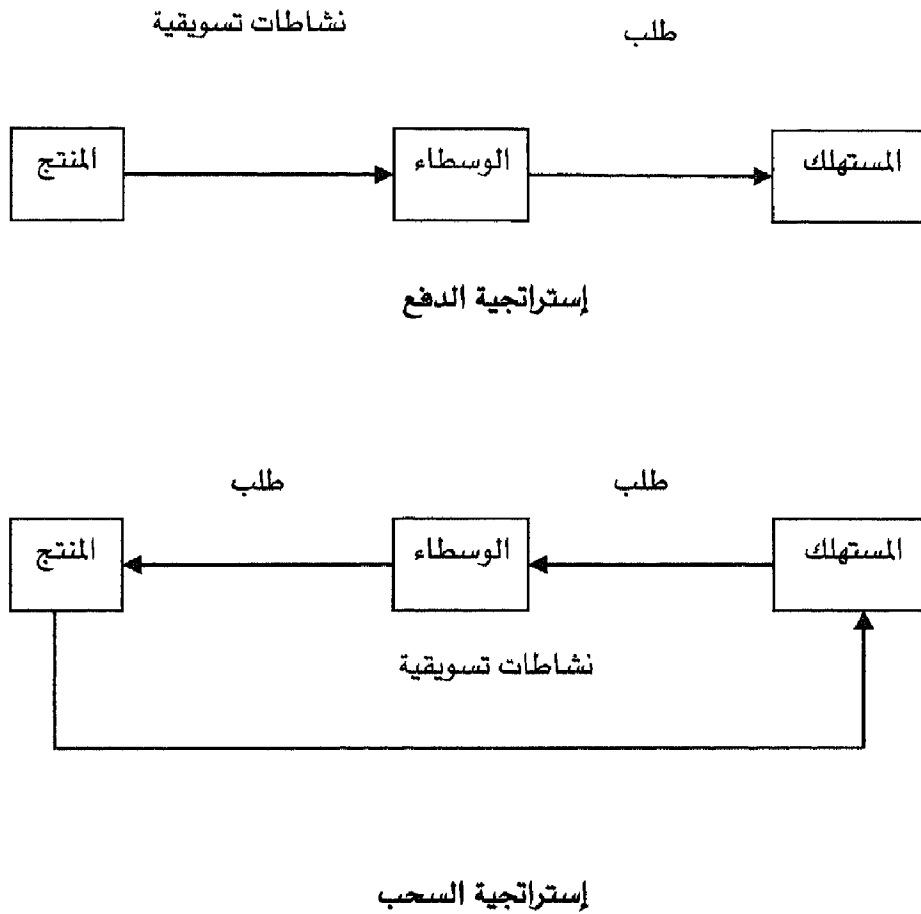 طلب
نشاطات تسويقية
المستهلك
الوسطاء
المنتج
إستراتجية الدفع
طلب
طلب
المستهلك
الوسطاء
المنتج
نشاطات تسويقية
إستراتجية السحب